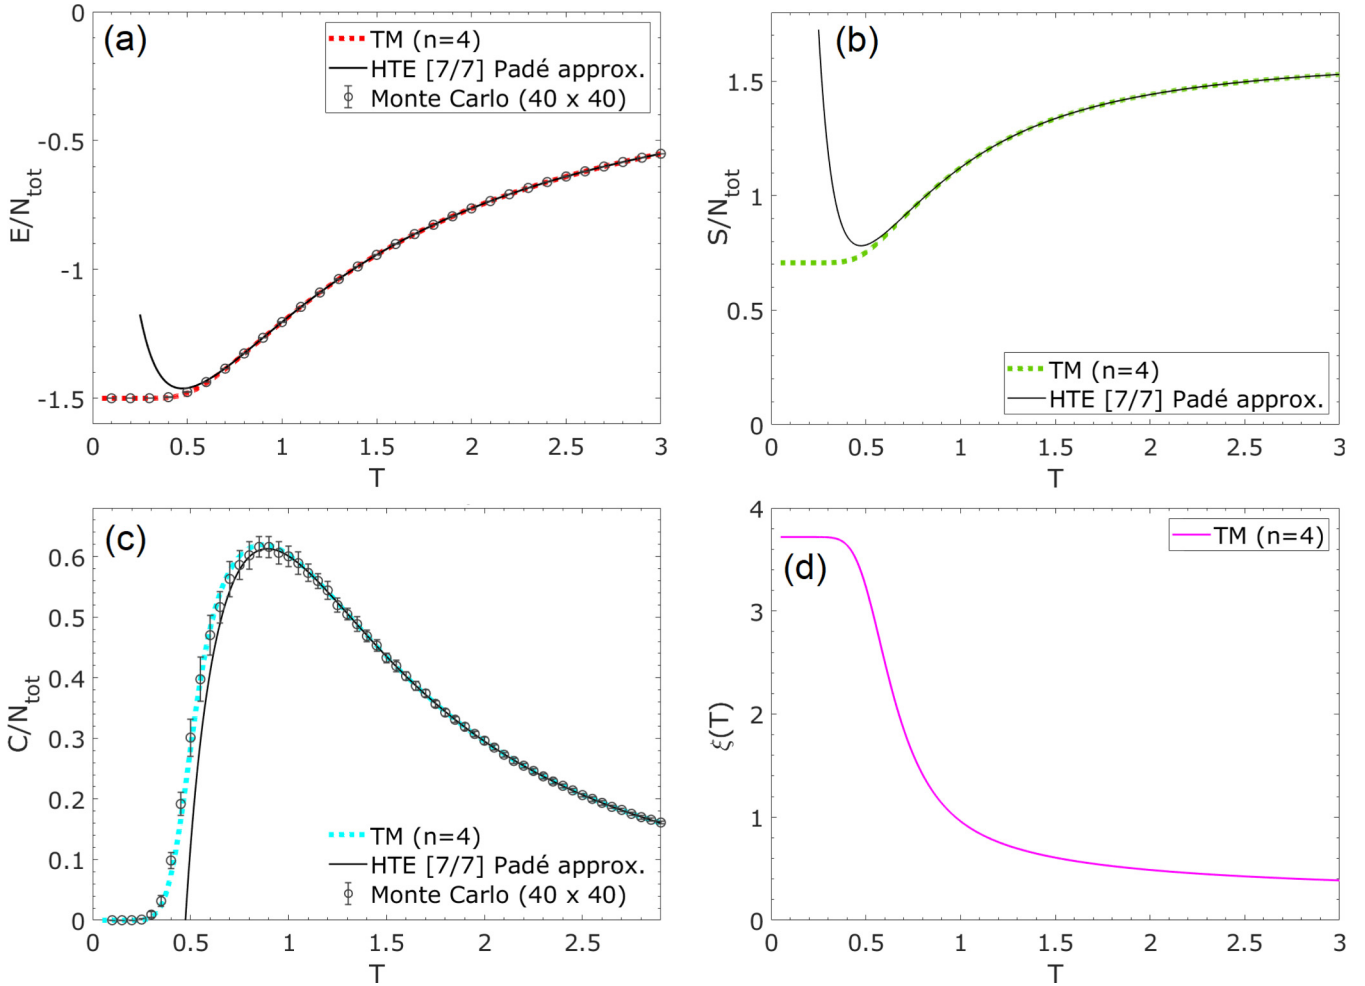 (a)
TM (n=4)
HTE [7/7] Padé approx.
Monte Carlo (40 x 40)
0
-0.5
-1
-1.5
E/N_tot
0 0.5 1 1.5 2 2.5 3
T
(b)
1.5
1
0.5
0
S/N_tot
TM (n=4)
HTE [7/7] Padé approx.
0 0.5 1 1.5 2 2.5 3
T
(c)
0.6
0.5
0.4
0.3
0.2
0.1
0
C/N_tot
TM (n=4)
HTE [7/7] Padé approx.
Monte Carlo (40 x 40)
0 0.5 1 1.5 2 2.5
T
(d)
TM (n=4)
4
3
2
1
0
ξ(T)
0 0.5 1 1.5 2 2.5 3
T